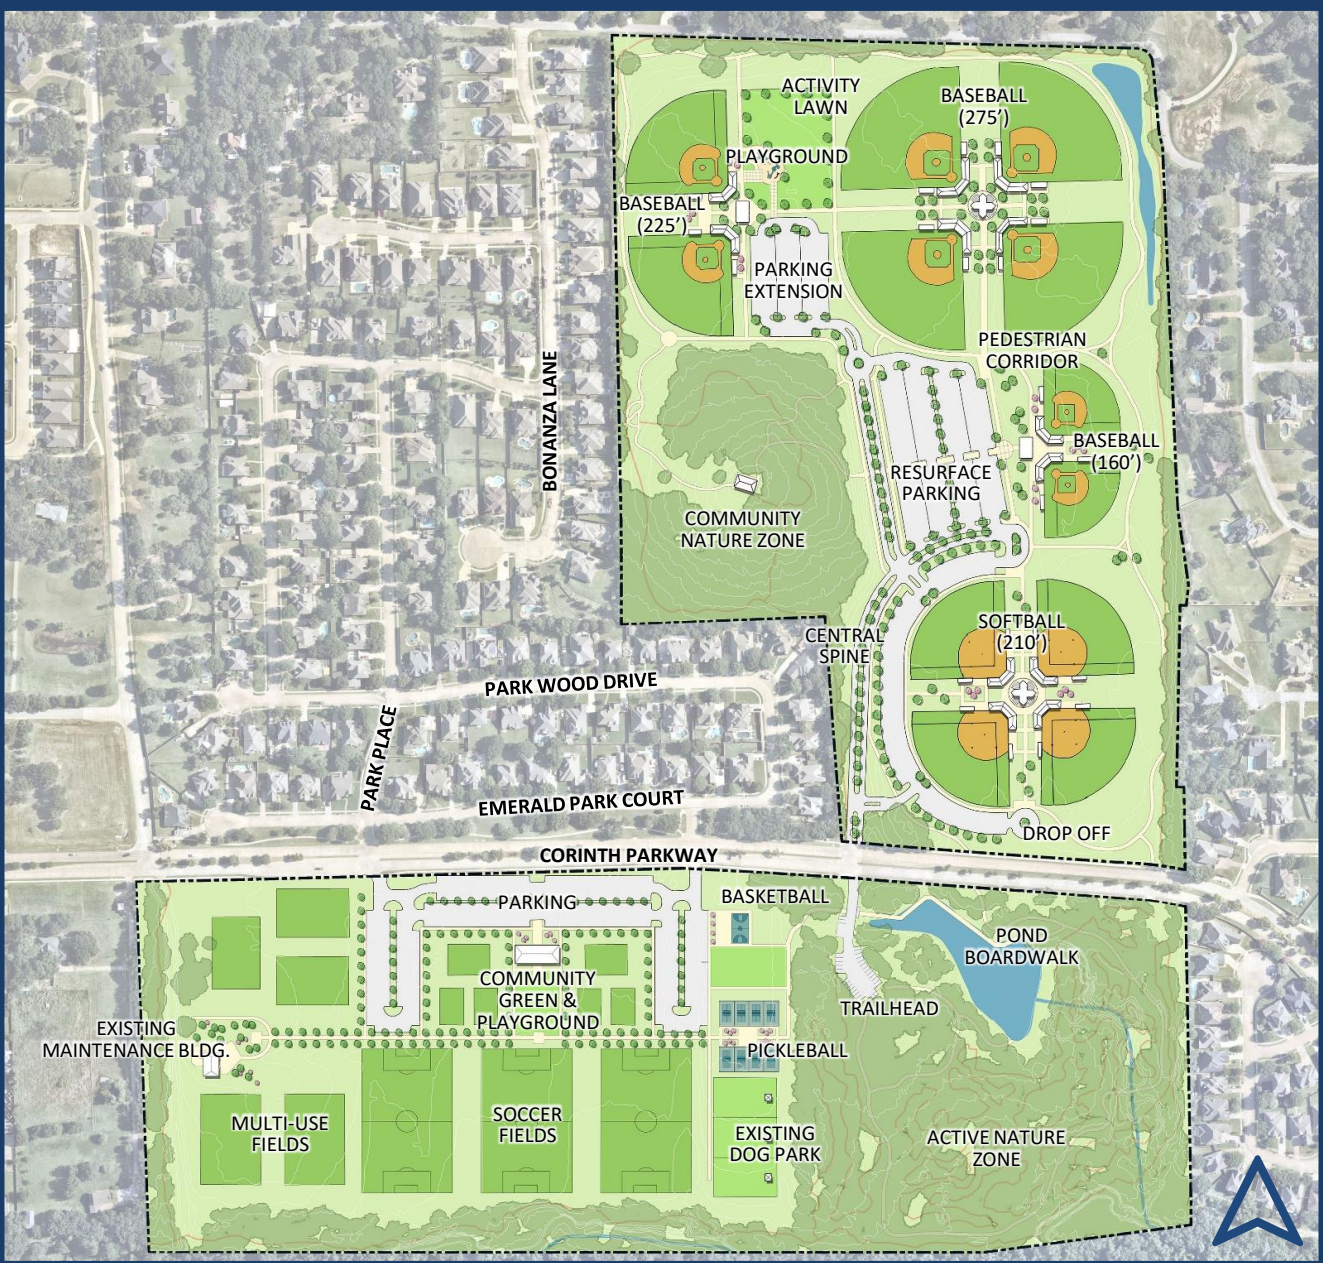 ACTIVITY
LAWN
BASEBALL
(275')
PLAYGROUND
BASEBALL
(225')
PARKING
EXTENSION
PEDESTRIAN
CORRIDOR
BONANZA LANE
BASEBALL
(160')
RESURFACE
PARKING
COMMUNITY
NATURE ZONE
SOFTBALL
(210')
CENTRAL
SPINE
PARK WOOD DRIVE
PARK PLACE
EMERALD PARK COURT
DROP OFF
CORINTH PARKWAY
PARKING
BASKETBALL
POND
BOARDWALK
COMMUNITY
GREEN &
PLAYGROUND
TRAILHEAD
EXISTING
MAINTENANCE BLDG.
PICKLEBALL
MULTI-USE
FIELDS
SOCCER
FIELDS
EXISTING
DOG PARK
ACTIVE NATURE
ZONE